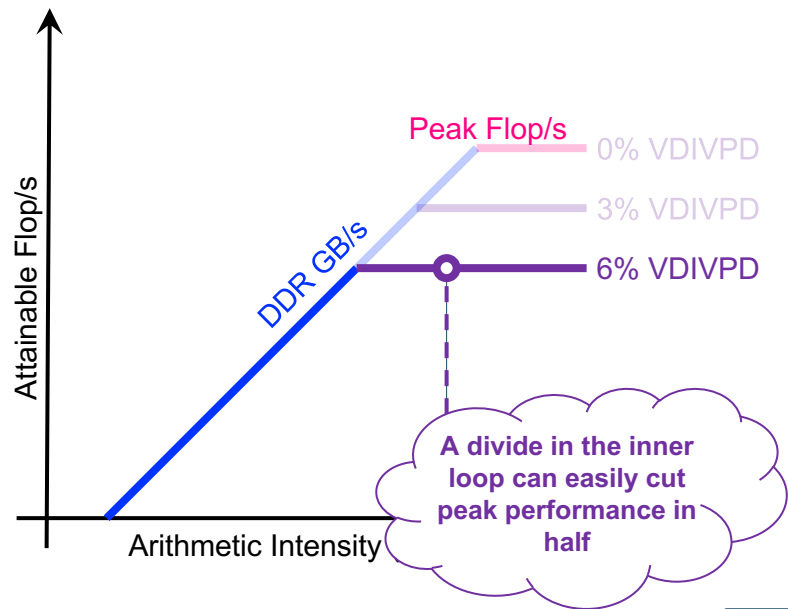 Peak Flop/s
0% VDIVPD
3% VDIVPD
6% VDIVPD
DDR GB/s
Attainable Flop/s
A divide in the inner
loop can easily cut
peak performance in
half
Arithmetic Intensity